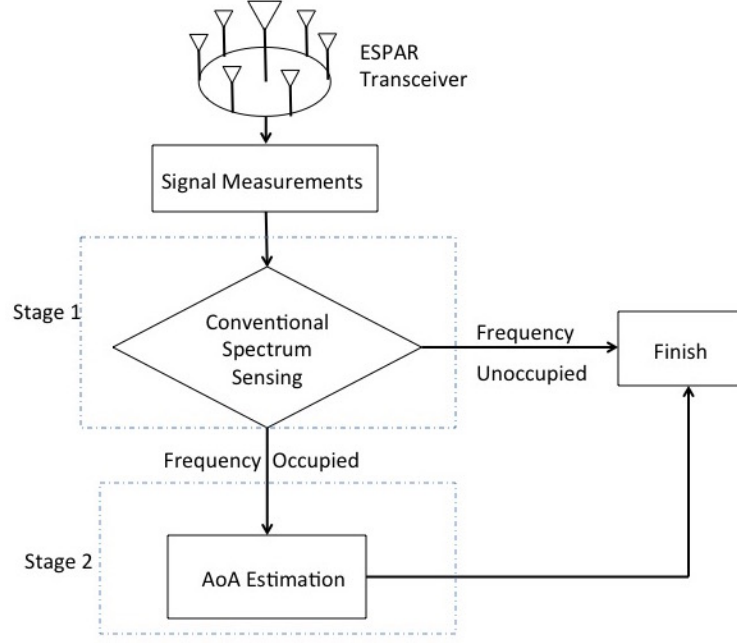 ESPAR
Transceiver
Signal Measurements
Stage 1
Conventional
Spectrum
Sensing
Frequency
Unoccupied
Finish
Frequency Occupied
Stage 2
AoA Estimation